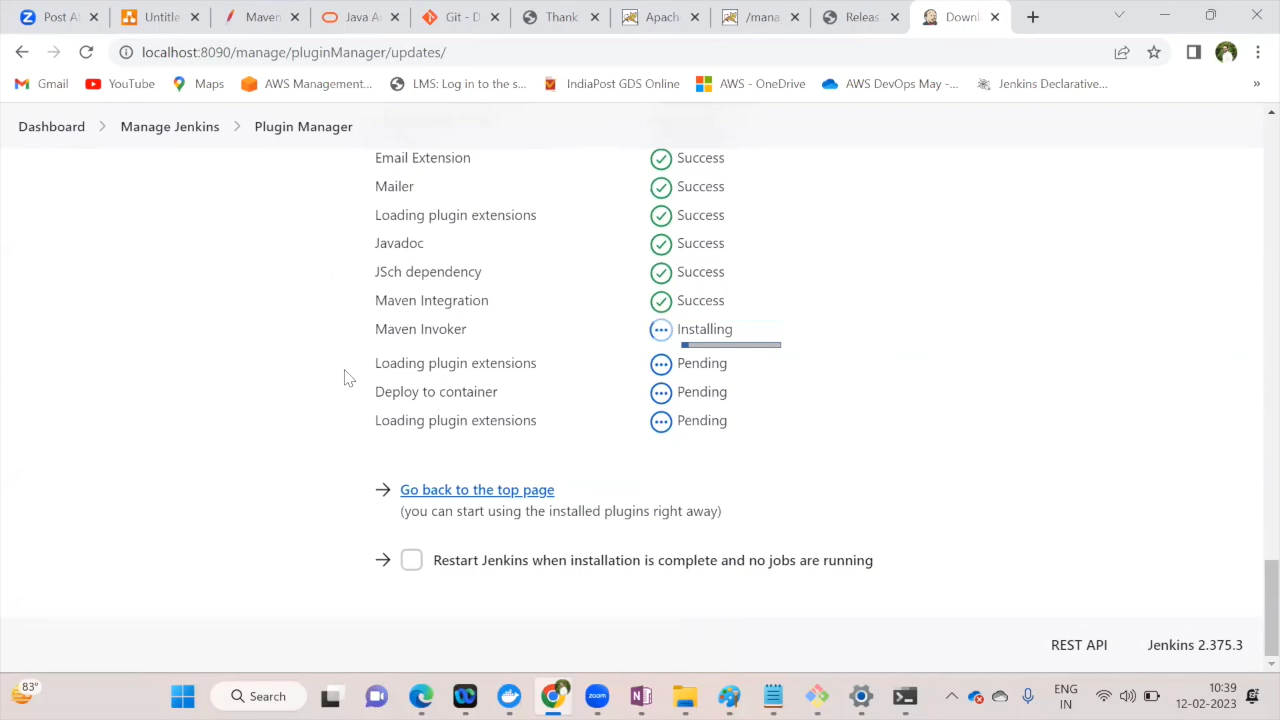 Post At
Untitle
Maven
Java A
Git - D
Thank
Apach
/mana
Releas
Downl
localhost:8090/manage/pluginManager/updates/
Gmail
YouTube
Maps
AWS Management...
LMS: Log in to the s...
IndiaPost GDS Online
AWS - OneDrive
AWS DevOps May -...
Jenkins Declarative...
»
Dashboard > Manage Jenkins > Plugin Manager
Email Extension Success
Mailer Success
Loading plugin extensions Success
Javadoc Success
JSch dependency Success
Maven Integration Success
Maven Invoker Installing
Loading plugin extensions Pending
Deploy to container Pending
Loading plugin extensions Pending
Go back to the top page
(you can start using the installed plugins right away)
Restart Jenkins when installation is complete and no jobs are running
REST API Jenkins 2.375.3
83°
Search
zoom
ENG
IN
10:39
12-02-2023